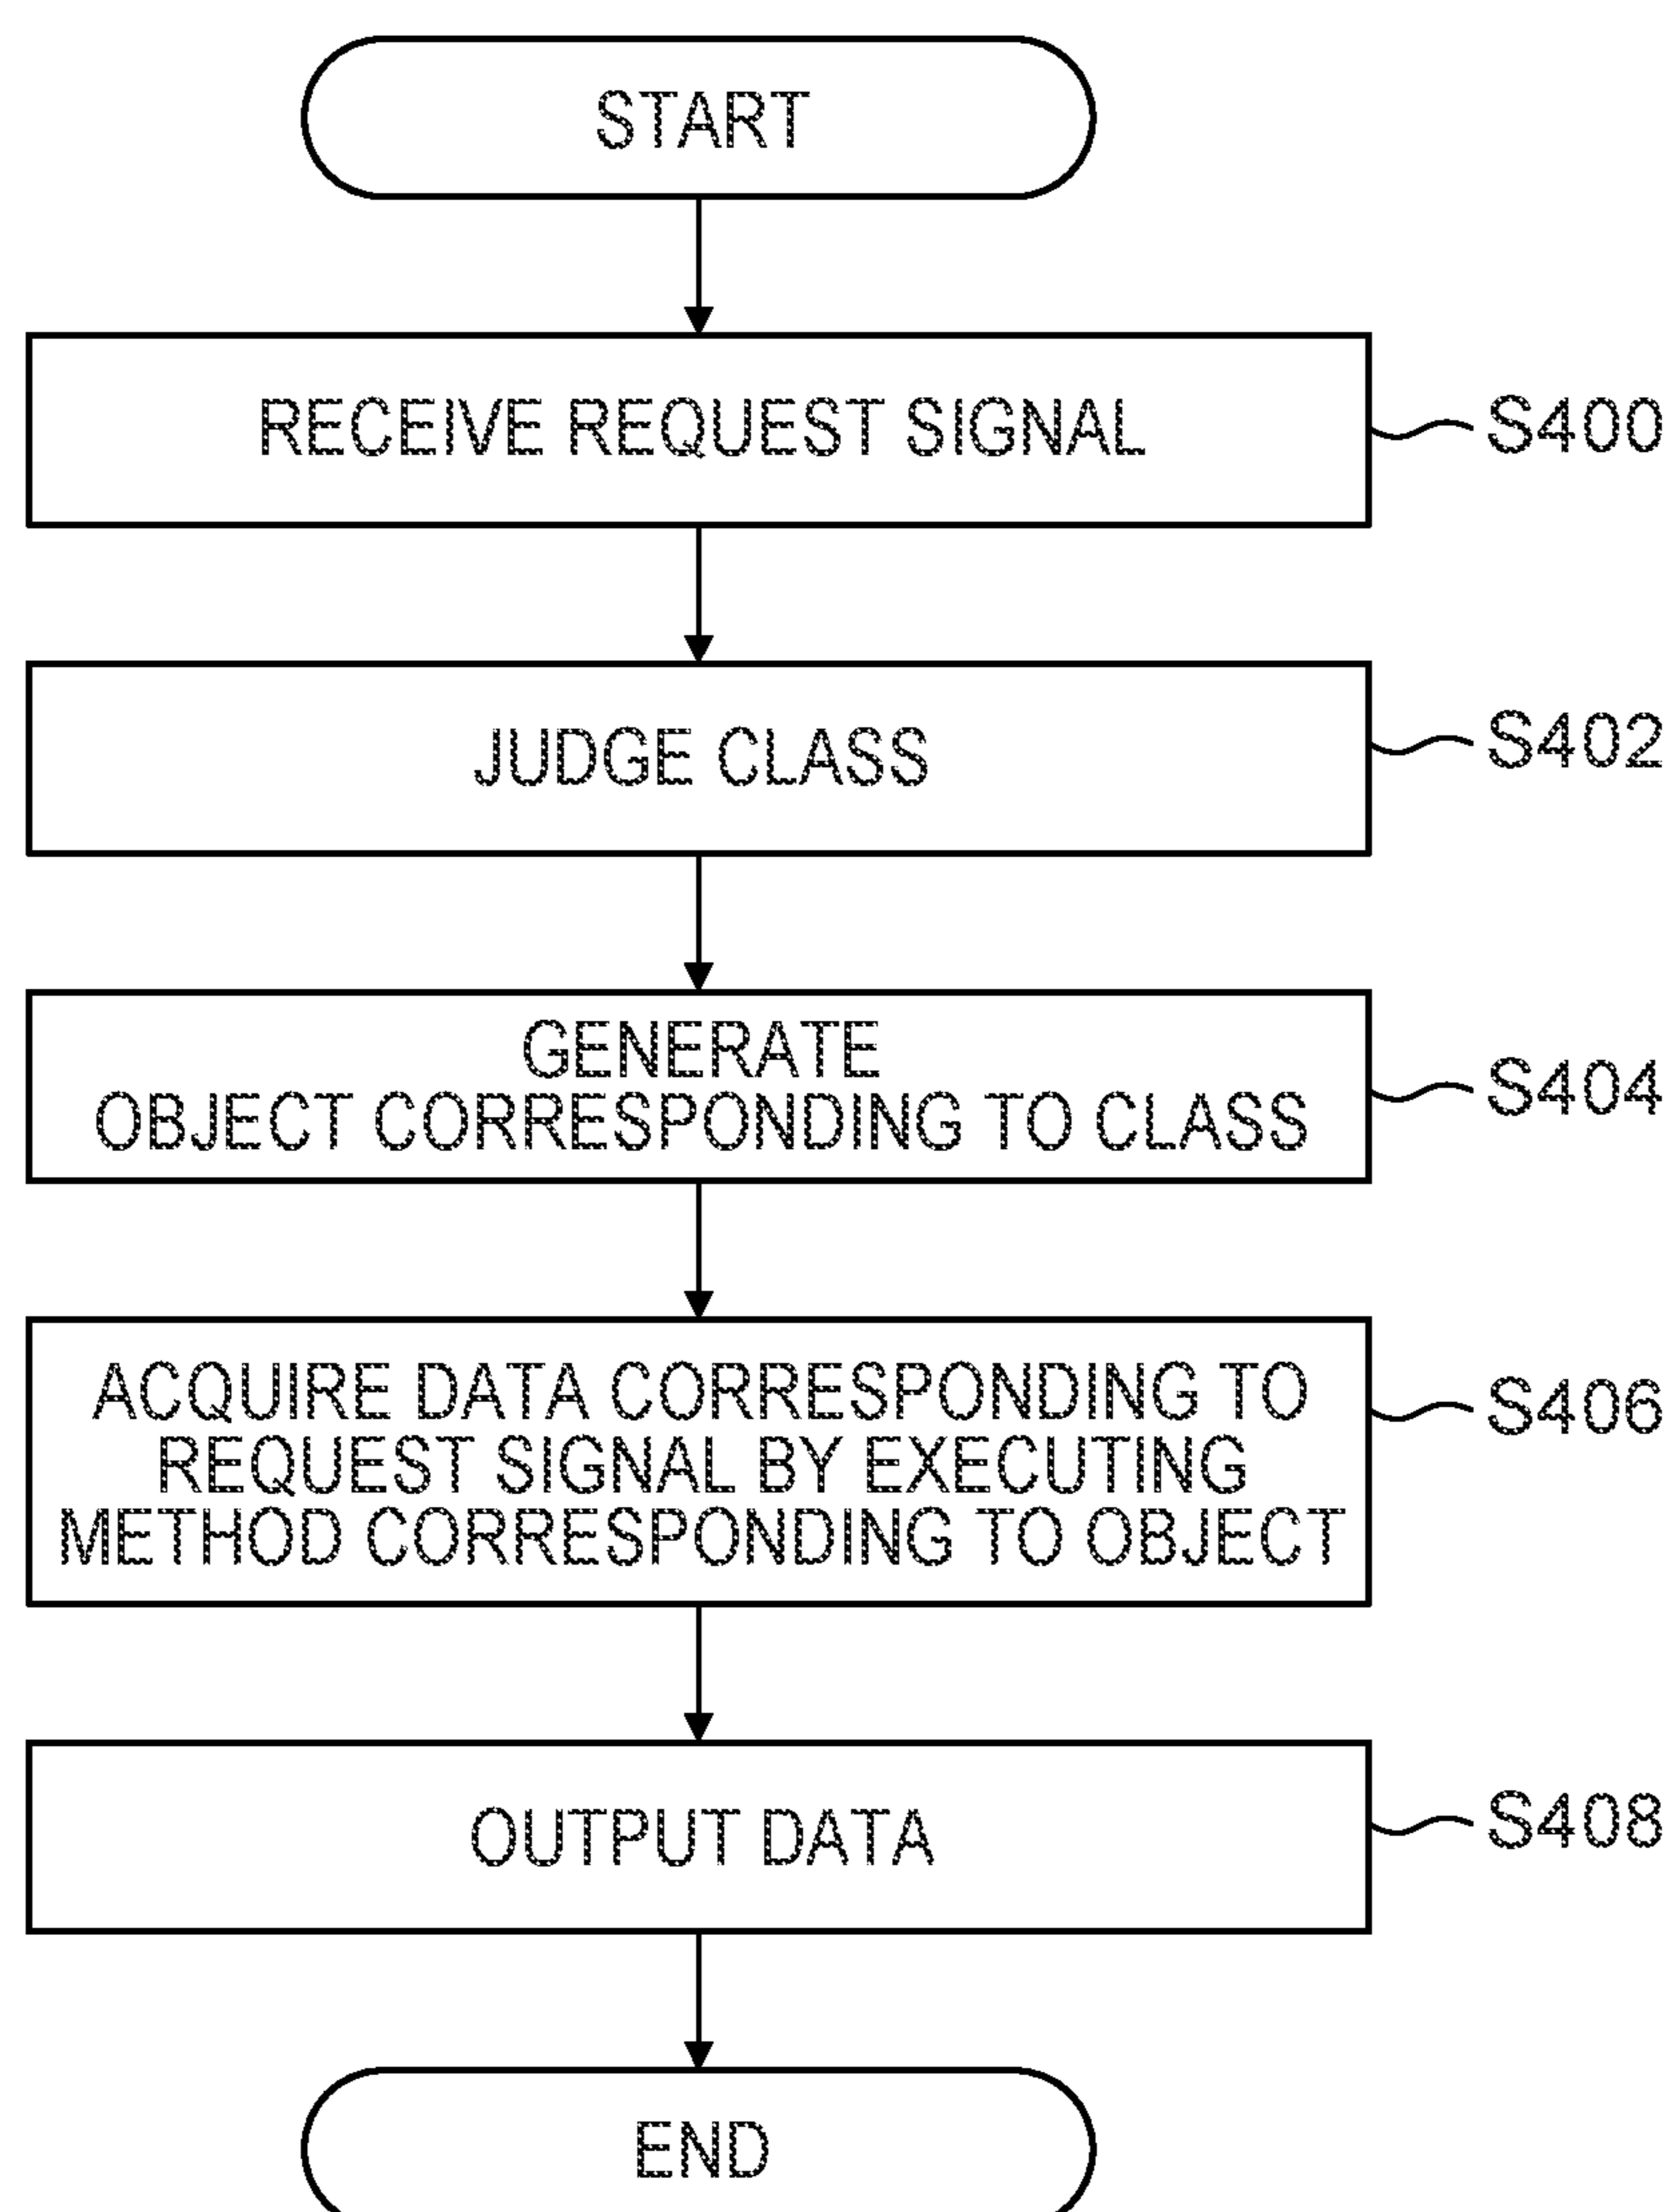 START
RECEIVE REQUEST SIGNAL
S400
JUDGE CLASS
S402
GENERATE
OBJECT CORRESPONDING TO CLASS
S404
ACQUIRE DATA CORRESPONDING TO
REQUEST SIGNAL BY EXECUTING
METHOD CORRESPONDING TO OBJECT
S406
OUTPUT DATA
S408
END